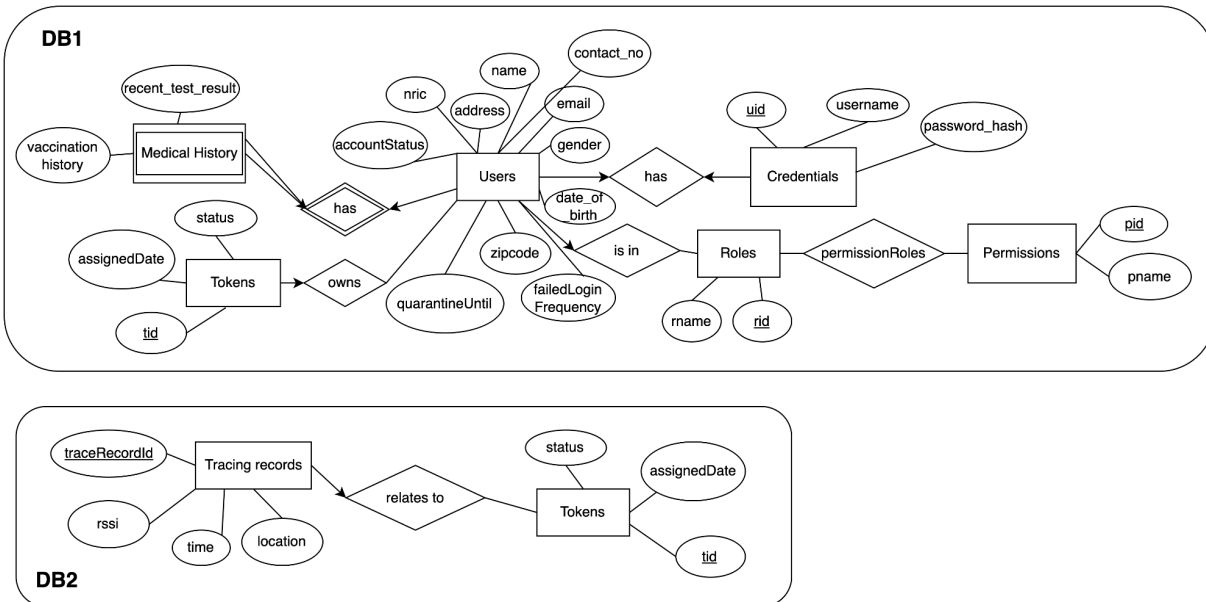 DB1
contact_no
name
recent_test_result
nric
email
address
uid
username
password_hash
vaccination
history
Medical History
accountStatus
gender
Users
has
Credentials
has
date_of
birth
status
pid
assignedDate
zipcode
is in
Roles
permissionRoles
Permissions
Tokens
owns
quarantineUntil
failedLogin
Frequency
pname
tid
rname
rid
traceRecordId
Tracing records
status
assignedDate
relates to
Tokens
rssi
time
location
tid
DB2